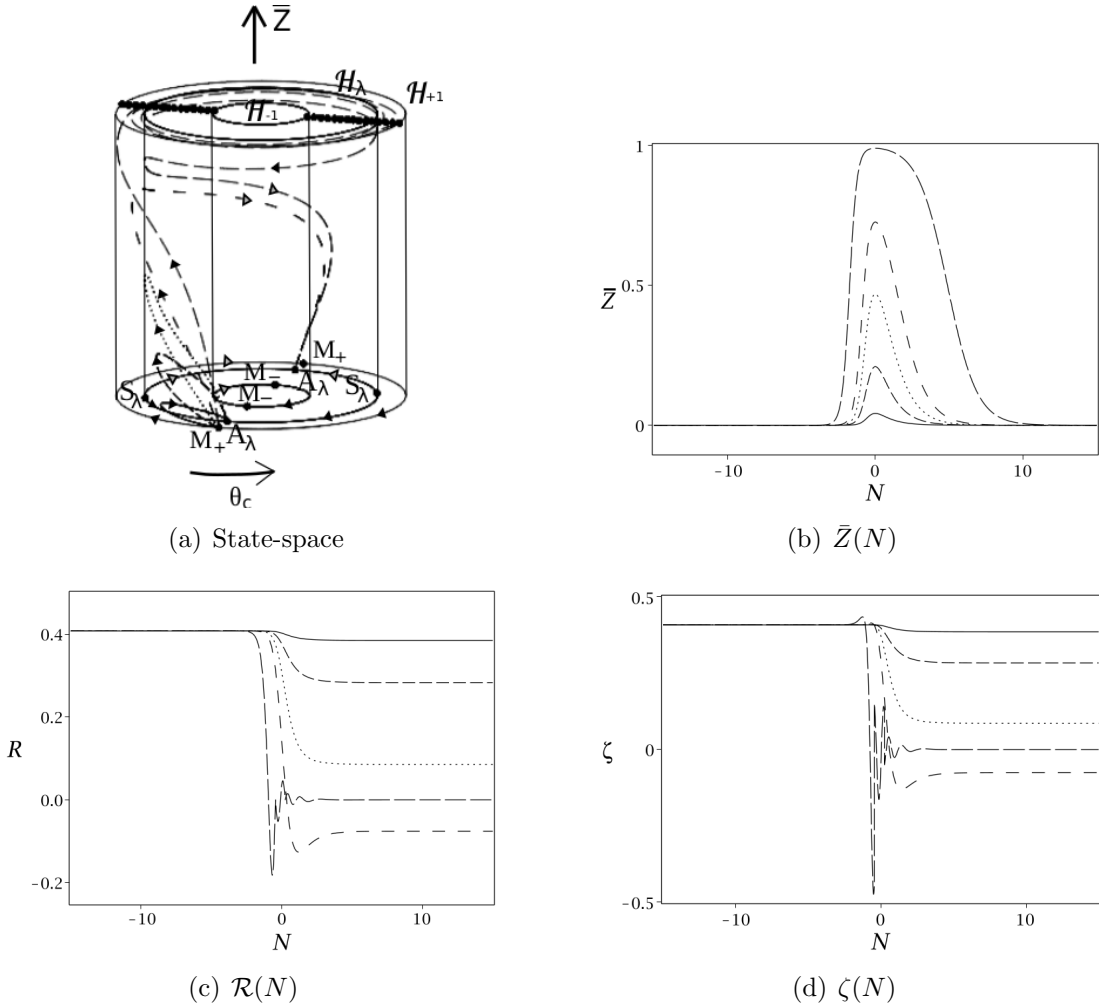 Z̄
ℋλ
ℋ+1
ℋ-1
M+
M−
Aλ
Sλ
M−
Sλ
M+
Aλ
θc
(a) State-space
1
0.5
Z̄
0
−10
0
10
N
(b) Z̄(N)
0.4
0.2
R
0.0
−0.2
−10
0
10
N
(c) ℛ(N)
0.5
ζ
0
−0.5
−10
0
10
N
(d) ζ(N)